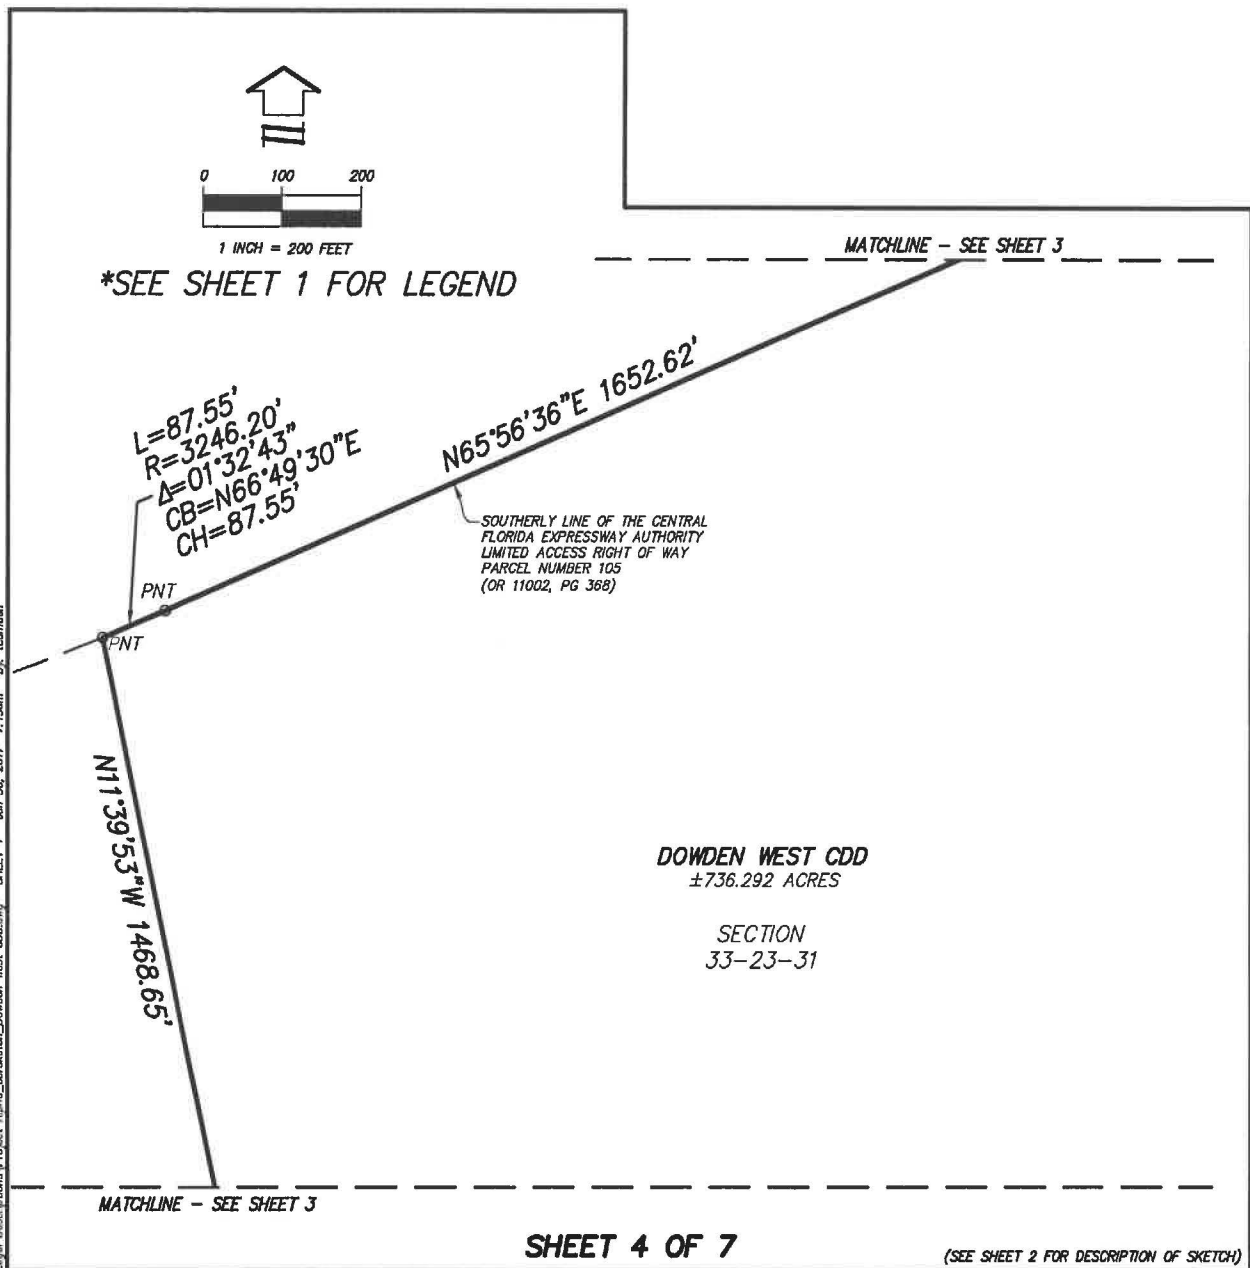 0 100 200
1 INCH = 200 FEET
*SEE SHEET 1 FOR LEGEND
MATCHLINE - SEE SHEET 3
L=87.55'
R=3246.20'
Δ=01°32'43"
CB=N66°49'30"E
CH=87.55'
N65°56'36"E 1652.62'
SOUTHERLY LINE OF THE CENTRAL
FLORIDA EXPRESSWAY AUTHORITY
LIMITED ACCESS RIGHT OF WAY
PARCEL NUMBER 105
(OR 11002, PG 368)
PNT
PNT
N11°39'53"W 1468.65'
DOWDEN WEST CDD
±736.292 ACRES
SECTION
33-23-31
MATCHLINE - SEE SHEET 3
SHEET 4 OF 7
(SEE SHEET 2 FOR DESCRIPTION OF SKETCH)